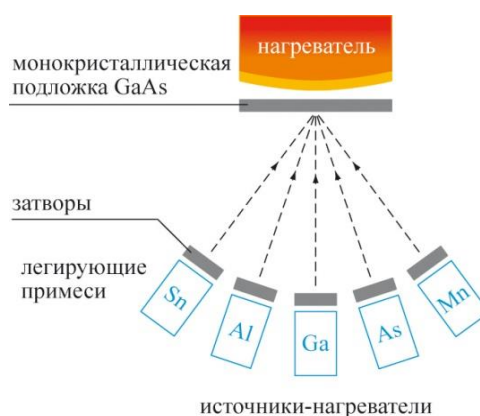 нагреватель
монокристаллическая
подложка GaAs
затворы
легирующие
примеси
Sn
Al
Ga
As
Mn
источники-нагреватели